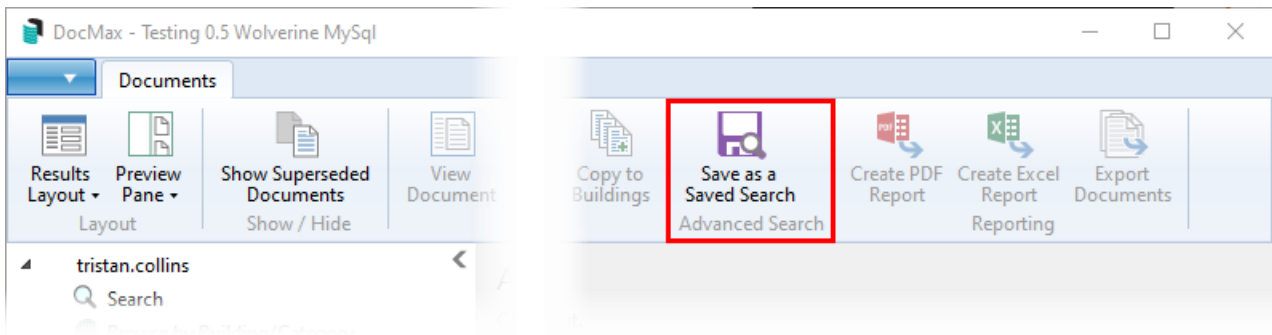 DocMax - Testing 0.5 Wolverine MySql
Documents
Results Layout
Preview Pane
Show Superseded Documents
View Document
Copy to Buildings
Save as a Saved Search
Create PDF Report
Create Excel Report
Export Documents
Layout
Show / Hide
Advanced Search
Reporting
tristan.collins
Search